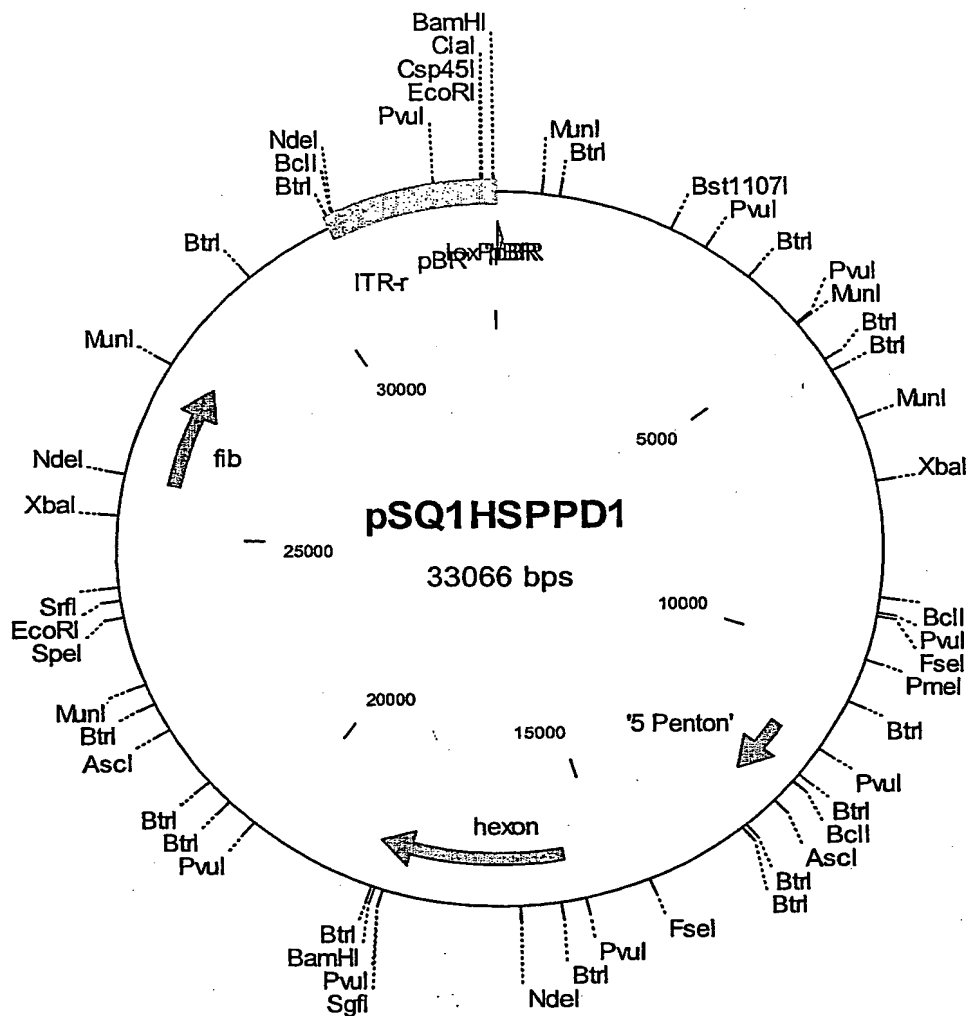 BamHI
ClaI
Csp45I
EcoRI
PvuI
NdeI
BclI
BtrI
BtrI
MunI
NdeI
XbaI
SrfI
EcoRI
SpeI
MunI
BtrI
AscI
BtrI
BtrI
PvuI
BtrI
BamHI
PvuI
SgfI
MunI
BtrI
Bst1107I
PvuI
BtrI
PvuI
MunI
BtrI
BtrI
MunI
XbaI
BclI
PvuI
FseI
PmeI
BtrI
PvuI
BtrI
BclI
AscI
BtrI
BtrI
FseI
PvuI
BtrI
NdeI
ITR-r
pBR
30000
5000
fib
pSQ1HSPPD1
33066 bps
25000
10000
20000
15000
'5 Penton'
hexon